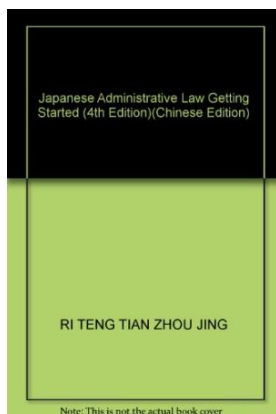 Japanese Administrative Law Getting
Started (4th Edition)(Chinese Edition)
RI TENG TIAN ZHOU JING
Note: This is not the actual book cover